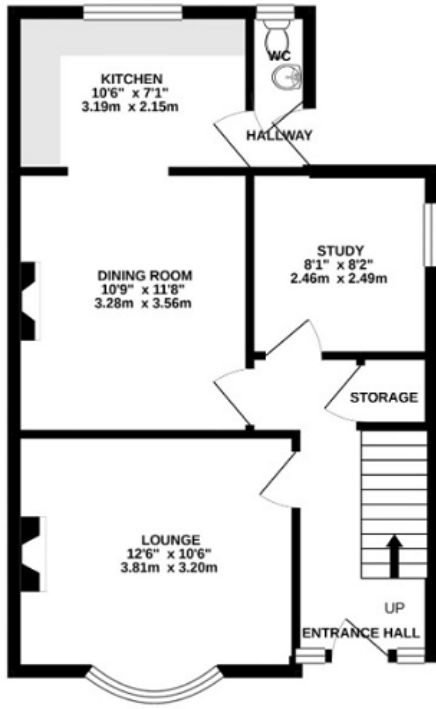 WC
KITCHEN
10'6" x 7'1"
3.19m x 2.15m
HALLWAY
STUDY
8'1" x 8'2"
2.46m x 2.49m
DINING ROOM
10'9" x 11'8"
3.28m x 3.56m
STORAGE
LOUNGE
12'6" x 10'6"
3.81m x 3.20m
UP
ENTRANCE HALL